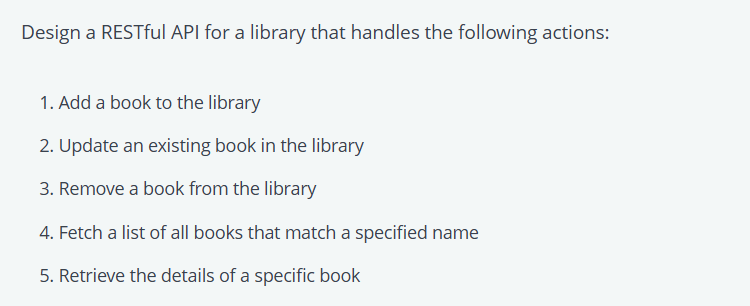 Design a RESTful API for a library that handles the following actions:
1. Add a book to the library
2. Update an existing book in the library
3. Remove a book from the library
4. Fetch a list of all books that match a specified name
5. Retrieve the details of a specific book